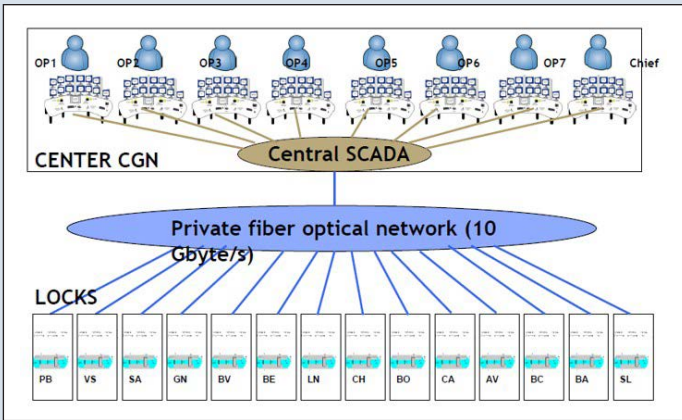 OP1 OP2 OP3 OP4 OP5 OP6 OP7 Chief
CENTER CGN
Central SCADA
Private fiber optical network (10
Gbyte/s)
LOCKS
PB VS SA GN BV BE LN CH BO CA AV BC BA SL